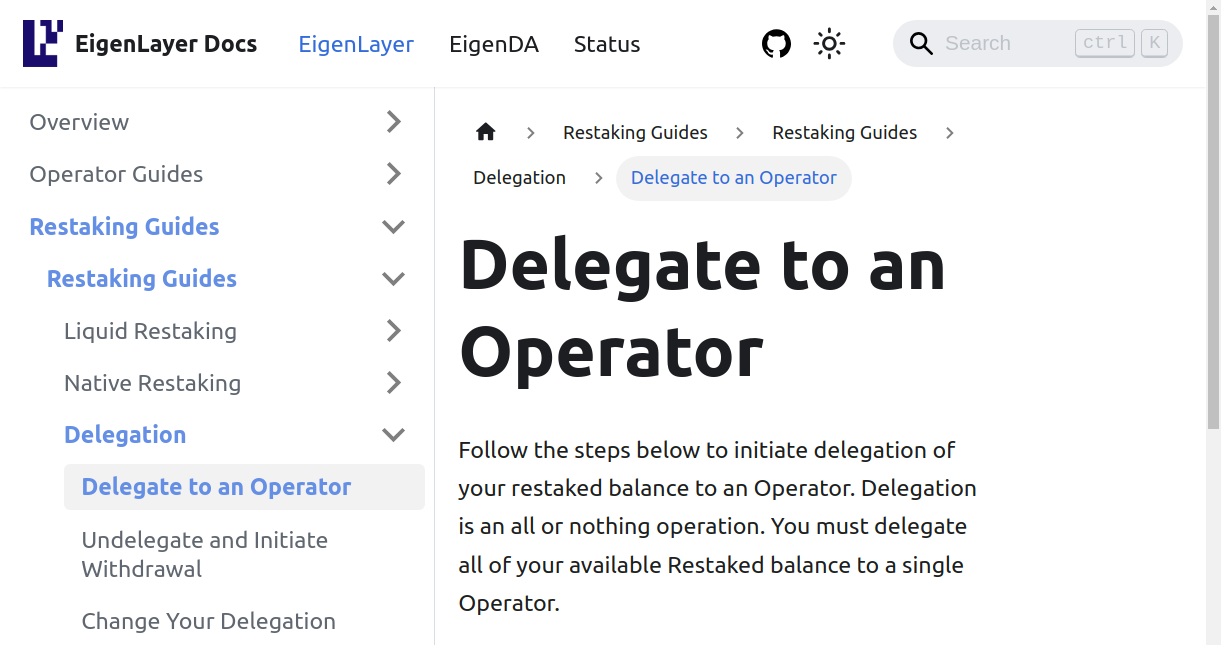 EigenLayer Docs EigenLayer EigenDA Status Search ctrl K
Overview
Operator Guides
Restaking Guides
Restaking Guides
Liquid Restaking
Native Restaking
Delegation
Delegate to an Operator
Undelegate and Initiate
Withdrawal
Change Your Delegation
Restaking Guides Restaking Guides
Delegation Delegate to an Operator
Delegate to an
Operator
Follow the steps below to initiate delegation of
your restaked balance to an Operator. Delegation
is an all or nothing operation. You must delegate
all of your available Restaked balance to a single
Operator.